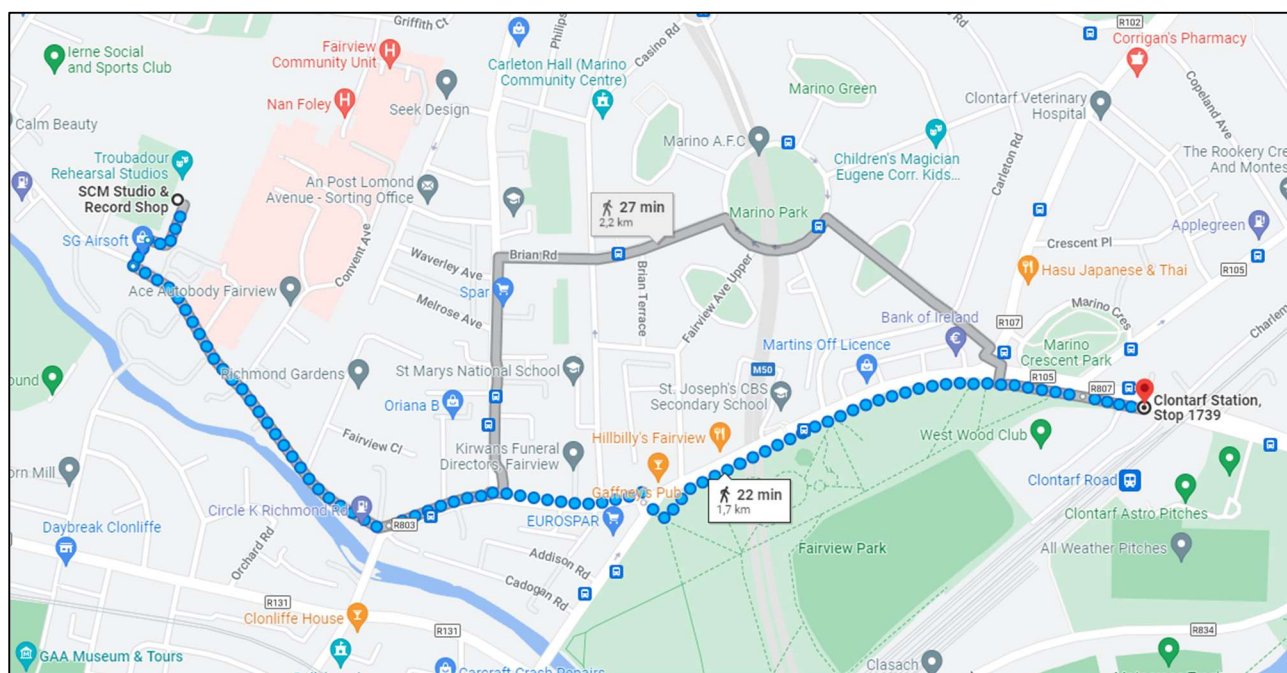 Griffith Ct
Philips
Casino Rd
R102
Ierne Social
and Sports Club
Fairview
Community Unit
Carleton Hall (Marino
Community Centre)
Corrigan's Pharmacy
Nan Foley
Seek Design
Marino Green
Clontarf Veterinary
Hospital
Copeland Ave
Calm Beauty
Marino A.F.C
Children's Magician
Eugene Corr. Kids...
Carleton Rd
The Rookery Cre
And Montes
Troubadour
Rehearsal Studios
SCM Studio &
Record Shop
An Post Lomond
Avenue - Sorting Office
27 min
2,2 km
Marino Park
Applegreen
SG Airsoft
Convent Ave
Waverley Ave
Brian Rd
Crescent Pl
R105
Hasu Japanese & Thai
Ace Autobody Fairview
Melrose Ave
Spar
Brian Terrace
Fairview Ave Upper
Bank of Ireland
Marino Cres
Charlem
R107
Martins Off Licence
Marino
Crescent Park
ound
Richmond Gardens
St Marys National School
M50
St. Joseph's CBS
Secondary School
R105
R807
Clontarf Station,
Stop 1739
Oriana B
Fairview Cl
Hillbilly's Fairview
West Wood Club
Kirwans Funeral
Directors, Fairview
orn Mill
Gaffney's Pub
22 min
1,7 km
Clontarf Road
Circle K Richmond Rd
R803
EUROSPAR
Clontarf Astro Pitches
Daybreak Clonliffe
Orchard Rd
Addison Rd
Fairview Park
All Weather Pitches
Cadogan Rd
R131
Clonliffe House
R131
R834
GAA Museum & Tours
Carcraft Crash Repairs
Clasach